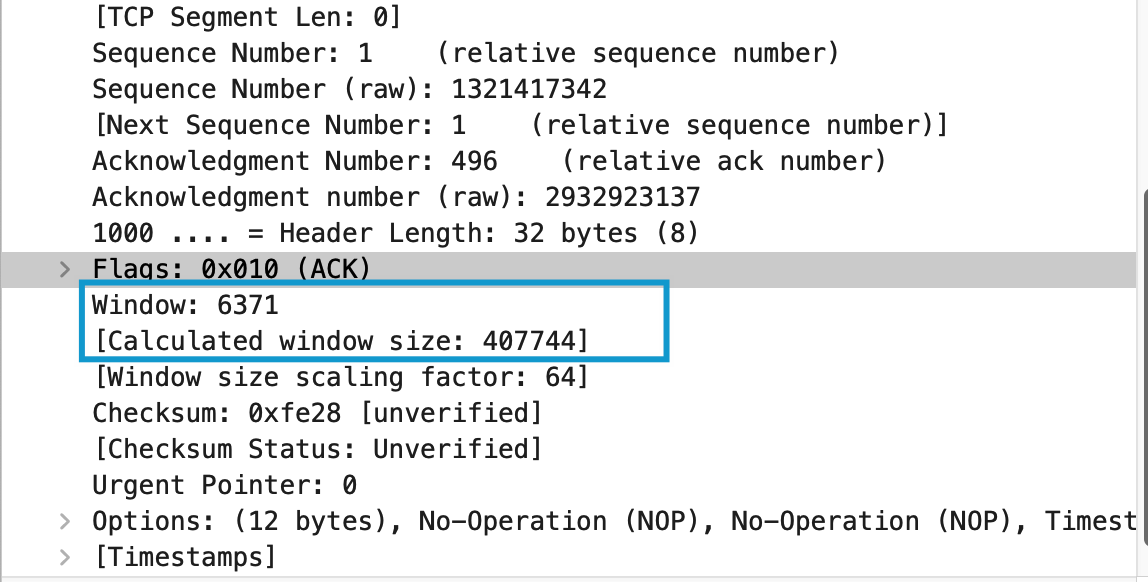 [TCP Segment Len: 0]
Sequence Number: 1    (relative sequence number)
Sequence Number (raw): 1321417342
[Next Sequence Number: 1    (relative sequence number)]
Acknowledgment Number: 496    (relative ack number)
Acknowledgment number (raw): 2932923137
1000 .... = Header Length: 32 bytes (8)
Flags: 0x010 (ACK)
Window: 6371
[Calculated window size: 407744]
[Window size scaling factor: 64]
Checksum: 0xfe28 [unverified]
[Checksum Status: Unverified]
Urgent Pointer: 0
Options: (12 bytes), No-Operation (NOP), No-Operation (NOP), Timest
[Timestamps]